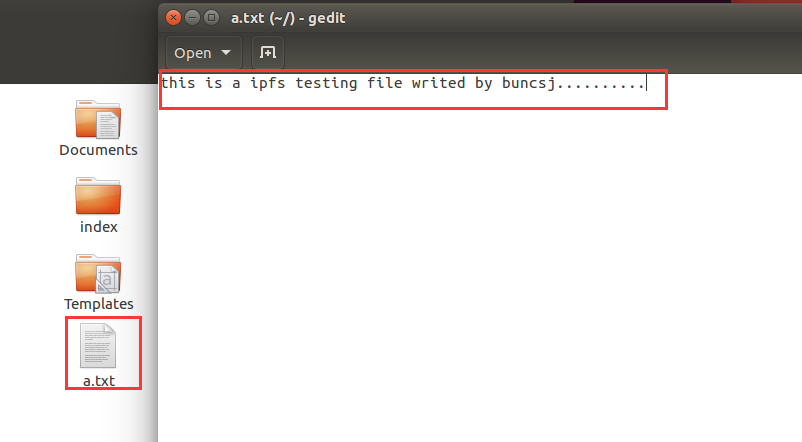 a.txt (~/) - gedit
Open
this is a ipfs testing file writed by buncsj..........
Documents
index
Templates
a.txt